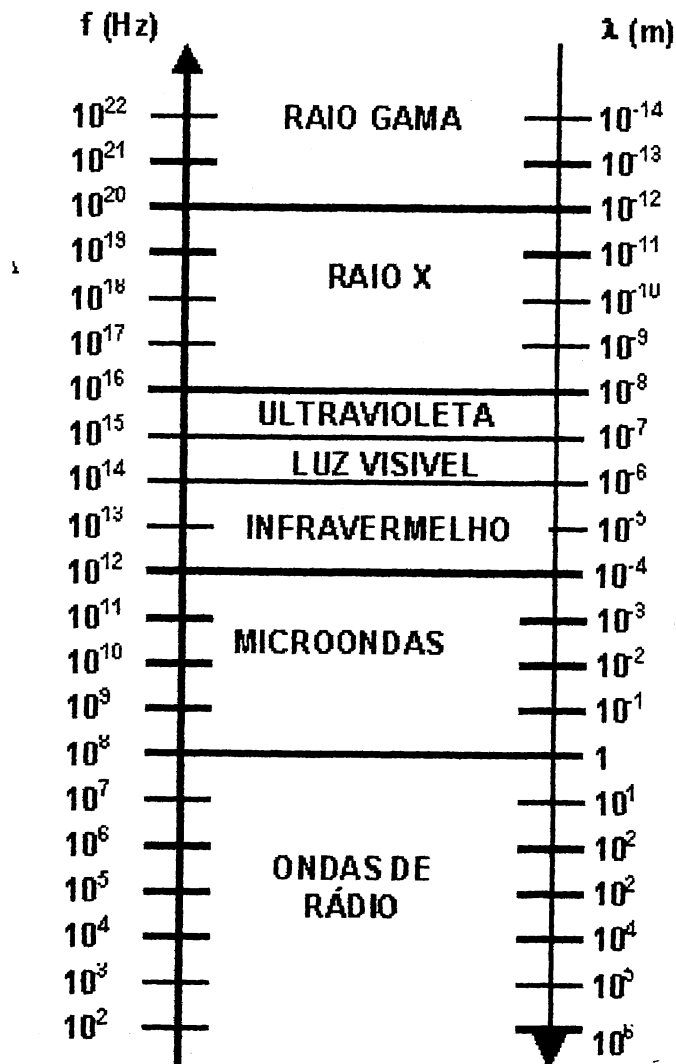 f (Hz) λ (m)
10²² RAIO GAMA 10⁻¹⁴
10²¹ 10⁻¹³
10²⁰ 10⁻¹²
10¹⁹ 10⁻¹¹
RAIO X
10¹⁸ 10⁻¹⁰
10¹⁷ 10⁻⁹
10¹⁶ 10⁻⁸
ULTRAVIOLETA
10¹⁵ 10⁻⁷
LUZ VISIVEL
10¹⁴ 10⁻⁶
10¹³ INFRAVERMELHO 10⁻⁵
10¹² 10⁻⁴
10¹¹ 10⁻³
MICROONDAS
10¹⁰ 10⁻²
10⁹ 10⁻¹
10⁸ 1
10⁷ 10¹
10⁶ 10²
ONDAS DE
10⁵ 10²
RÁDIO
10⁴ 10⁴
10³ 10⁵
10² 10⁶